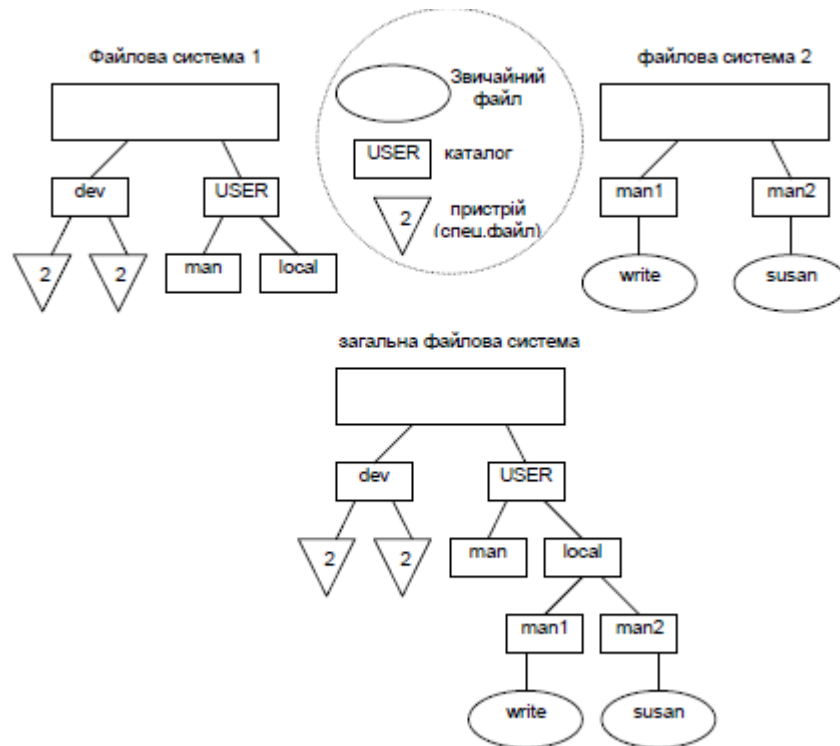 Файлова система 1
dev
USER
2
2
man
local
Звичайний
файл
USER
каталог
2
пристрій
(спец.файл)
файлова система 2
man1
man2
write
susan
загальна файлова система
dev
USER
2
2
man
local
man1
man2
write
susan